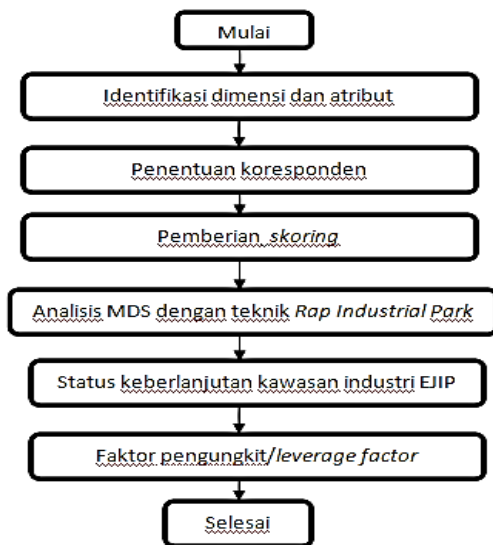 Mulai
Identifikasi dimensi dan atribut
Penentuan koresponden
Pemberian skoring
Analisis MDS dengan teknik Rap Industrial Park
Status keberlanjutan kawasan industri EJIP
Faktor pengungkit/leverage factor
Selesai